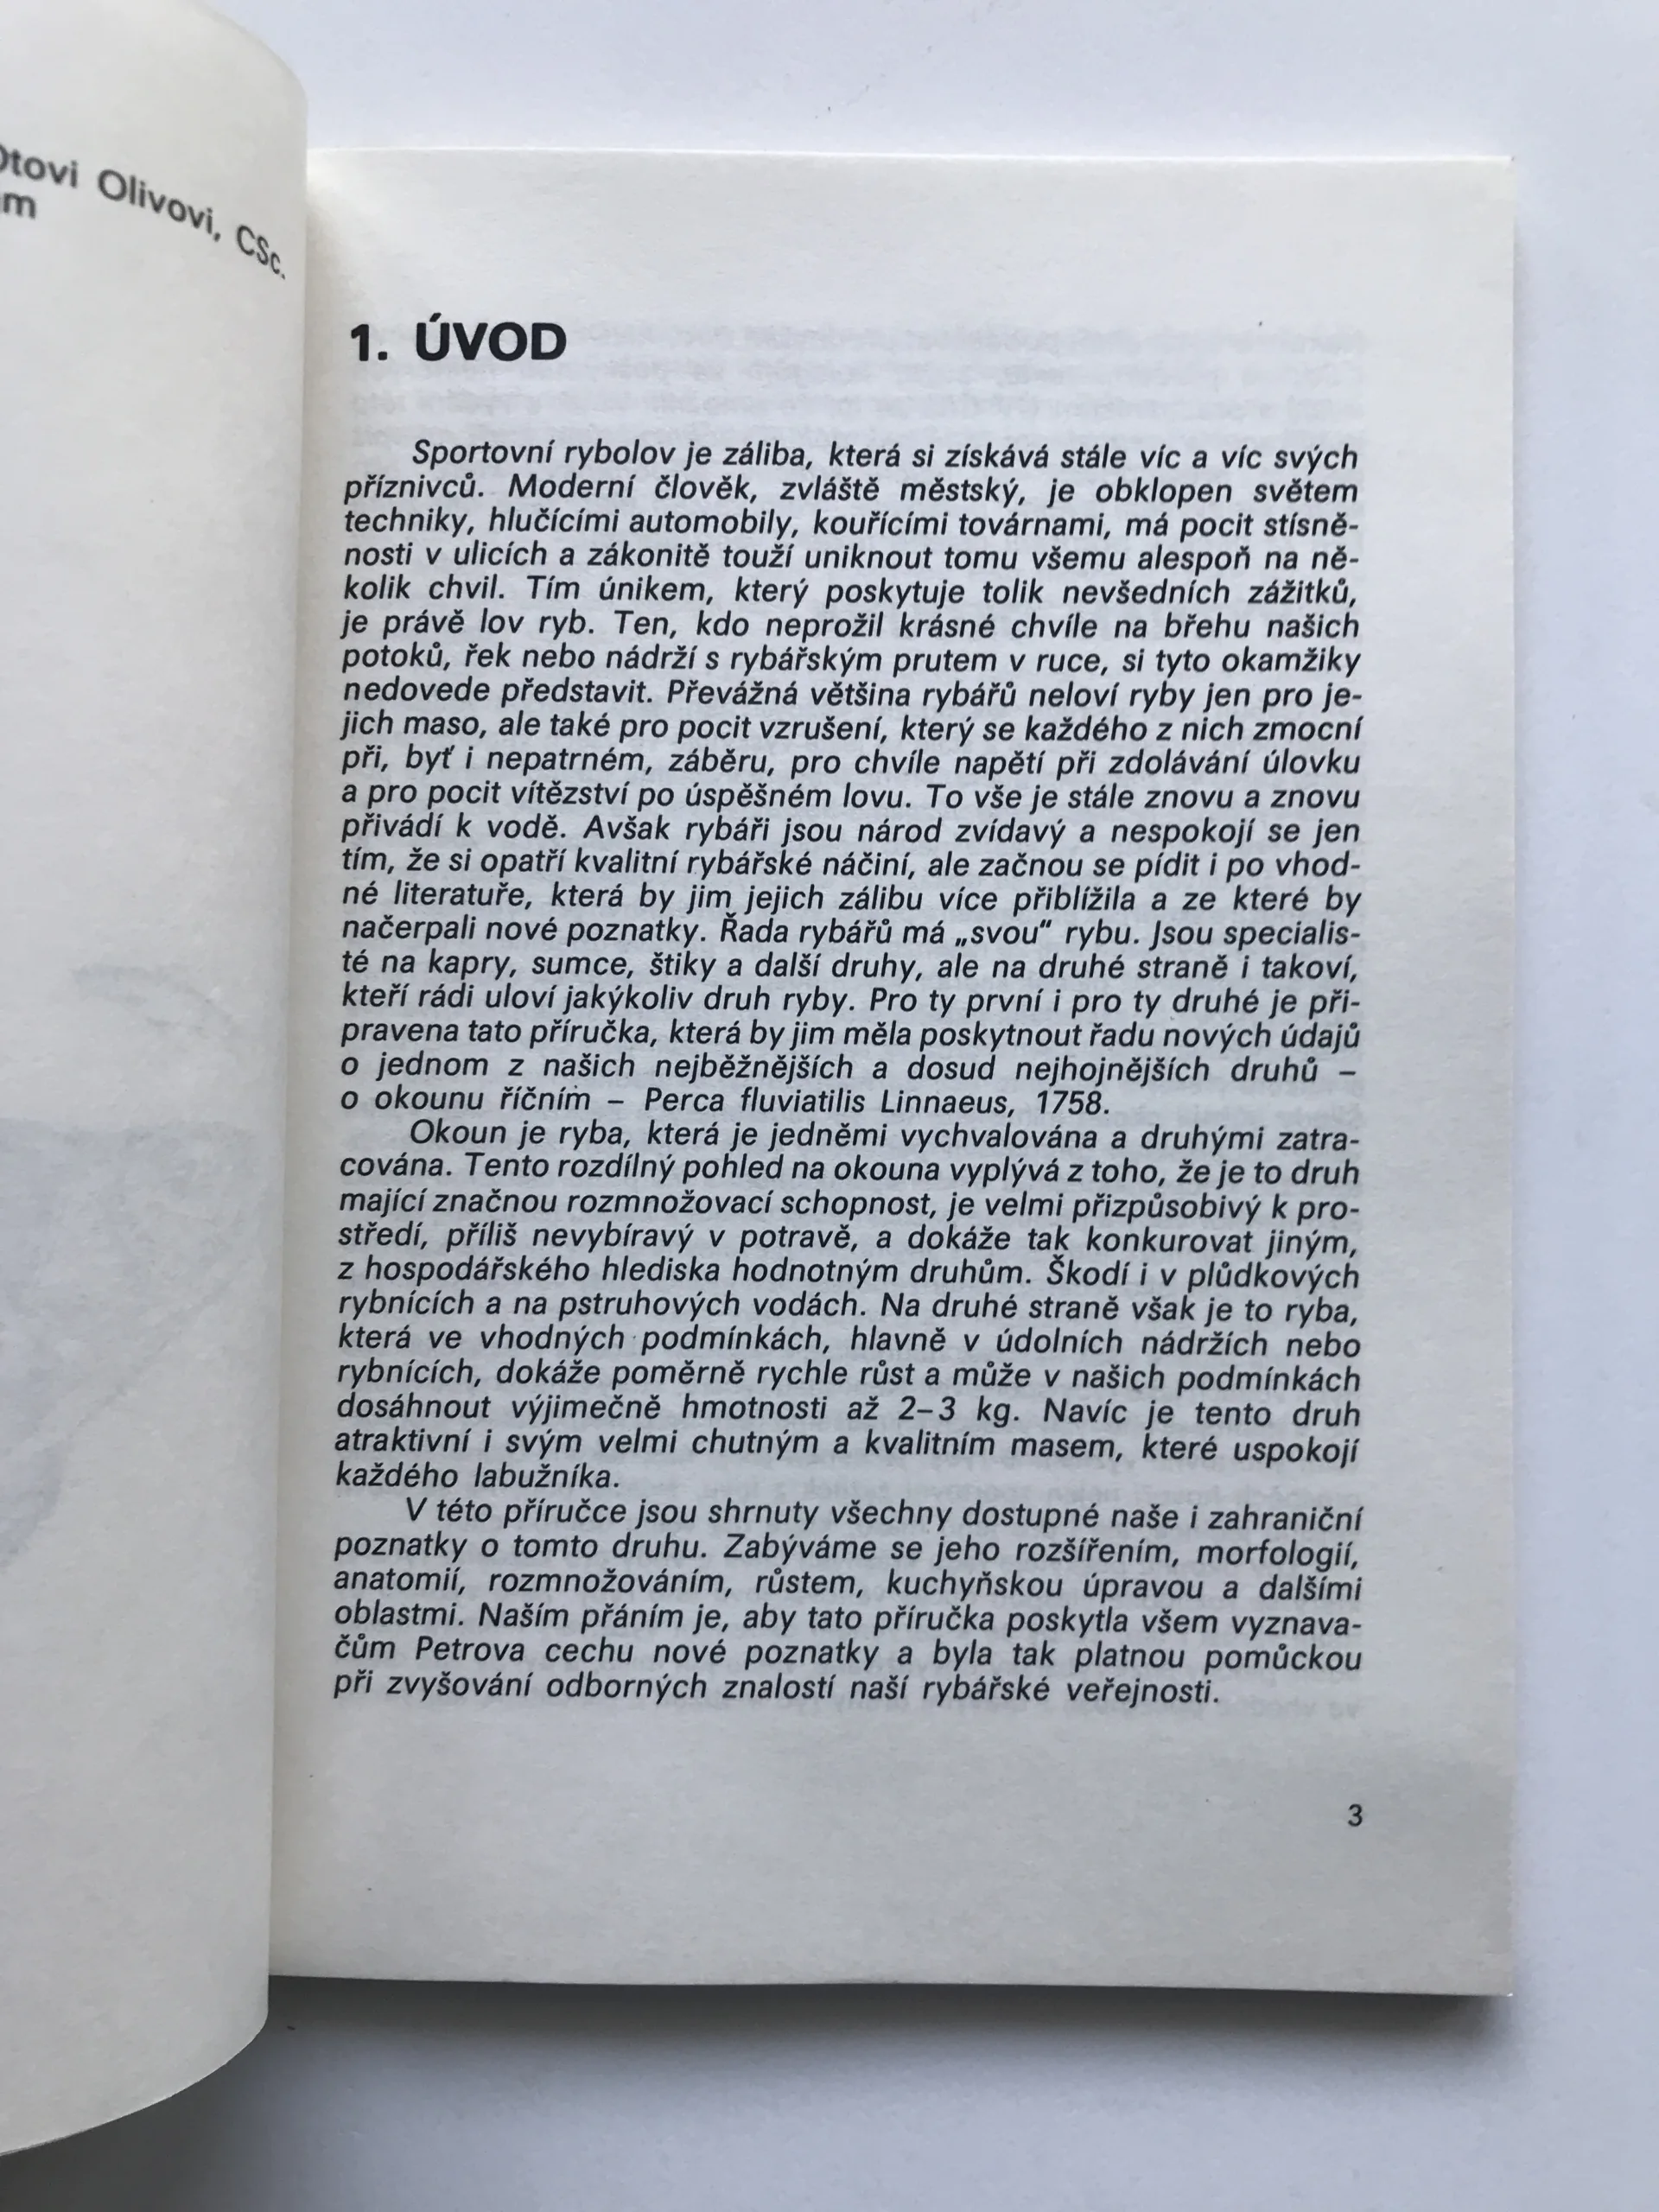 Olivovi, CSc.
1. ÚVOD
Sportovní rybolov je záliba, která si získává stále víc a víc svých
příznivců. Moderní člověk, zvláště městský, je obklopen světem
techniky, hlučícími automobily, kouřícími továrnami, má pocit stísně-
nosti v ulicích a zákonitě touží uniknout tomu všemu alespoň na ně-
kolik chvil. Tím únikem, který poskytuje tolik nevšedních zážitků,
je právě lov ryb. Ten, kdo neprožil krásné chvíle na břehu našich
potoků, řek nebo nádrží s rybářským prutem v ruce, si tyto okamžiky
nedovede představit. Převážná většina rybářů neloví ryby jen pro je-
jich maso, ale také pro pocit vzrušení, který se každého z nich zmocní
při, byť i nepatrném, záběru, pro chvíle napětí při zdolávání úlovku
a pro pocit vítězství po úspěšném lovu. To vše je stále znovu a znovu
přivádí k vodě. Avšak rybáři jsou národ zvídavý a nespokojí se jen
tím, že si opatří kvalitní rybářské náčiní, ale začnou se pídit i po vhod-
né literatuře, která by jim jejich zálibu více přiblížila a ze které by
načerpali nové poznatky. Řada rybářů má „svou“ rybu. Jsou specialis-
té na kapry, sumce, štiky a další druhy, ale na druhé straně i takoví,
kteří rádi uloví jakýkoliv druh ryby. Pro ty první i pro ty druhé je při-
pravena tato příručka, která by jim měla poskytnout řadu nových údajů
o jednom z našich nejběžnějších a dosud nejhojnějších druhů –
o okounu říčním – Perca fluviatilis Linnaeus, 1758.
Okoun je ryba, která je jedněmi vychvalována a druhými zatra-
cována. Tento rozdílný pohled na okouna vyplývá z toho, že je to druh
mající značnou rozmnožovací schopnost, je velmi přizpůsobivý k pro-
středí, příliš nevybíravý v potravě, a dokáže tak konkurovat jiným,
z hospodářského hlediska hodnotným druhům. Škodí i v plůdkových
rybnících a na pstruhových vodách. Na druhé straně však je to ryba,
která ve vhodných podmínkách, hlavně v údolních nádržích nebo
rybnících, dokáže poměrně rychle růst a může v našich podmínkách
dosáhnout výjimečně hmotnosti až 2–3 kg. Navíc je tento druh
atraktivní i svým velmi chutným a kvalitním masem, které uspokojí
každého labužníka.
V této příručce jsou shrnuty všechny dostupné naše i zahraniční
poznatky o tomto druhu. Zabýváme se jeho rozšířením, morfologií,
anatomií, rozmnožováním, růstem, kuchyňskou úpravou a dalšími
oblastmi. Naším přáním je, aby tato příručka poskytla všem vyznava-
čům Petrova cechu nové poznatky a byla tak platnou pomůckou
při zvyšování odborných znalostí naší rybářské veřejnosti.
3